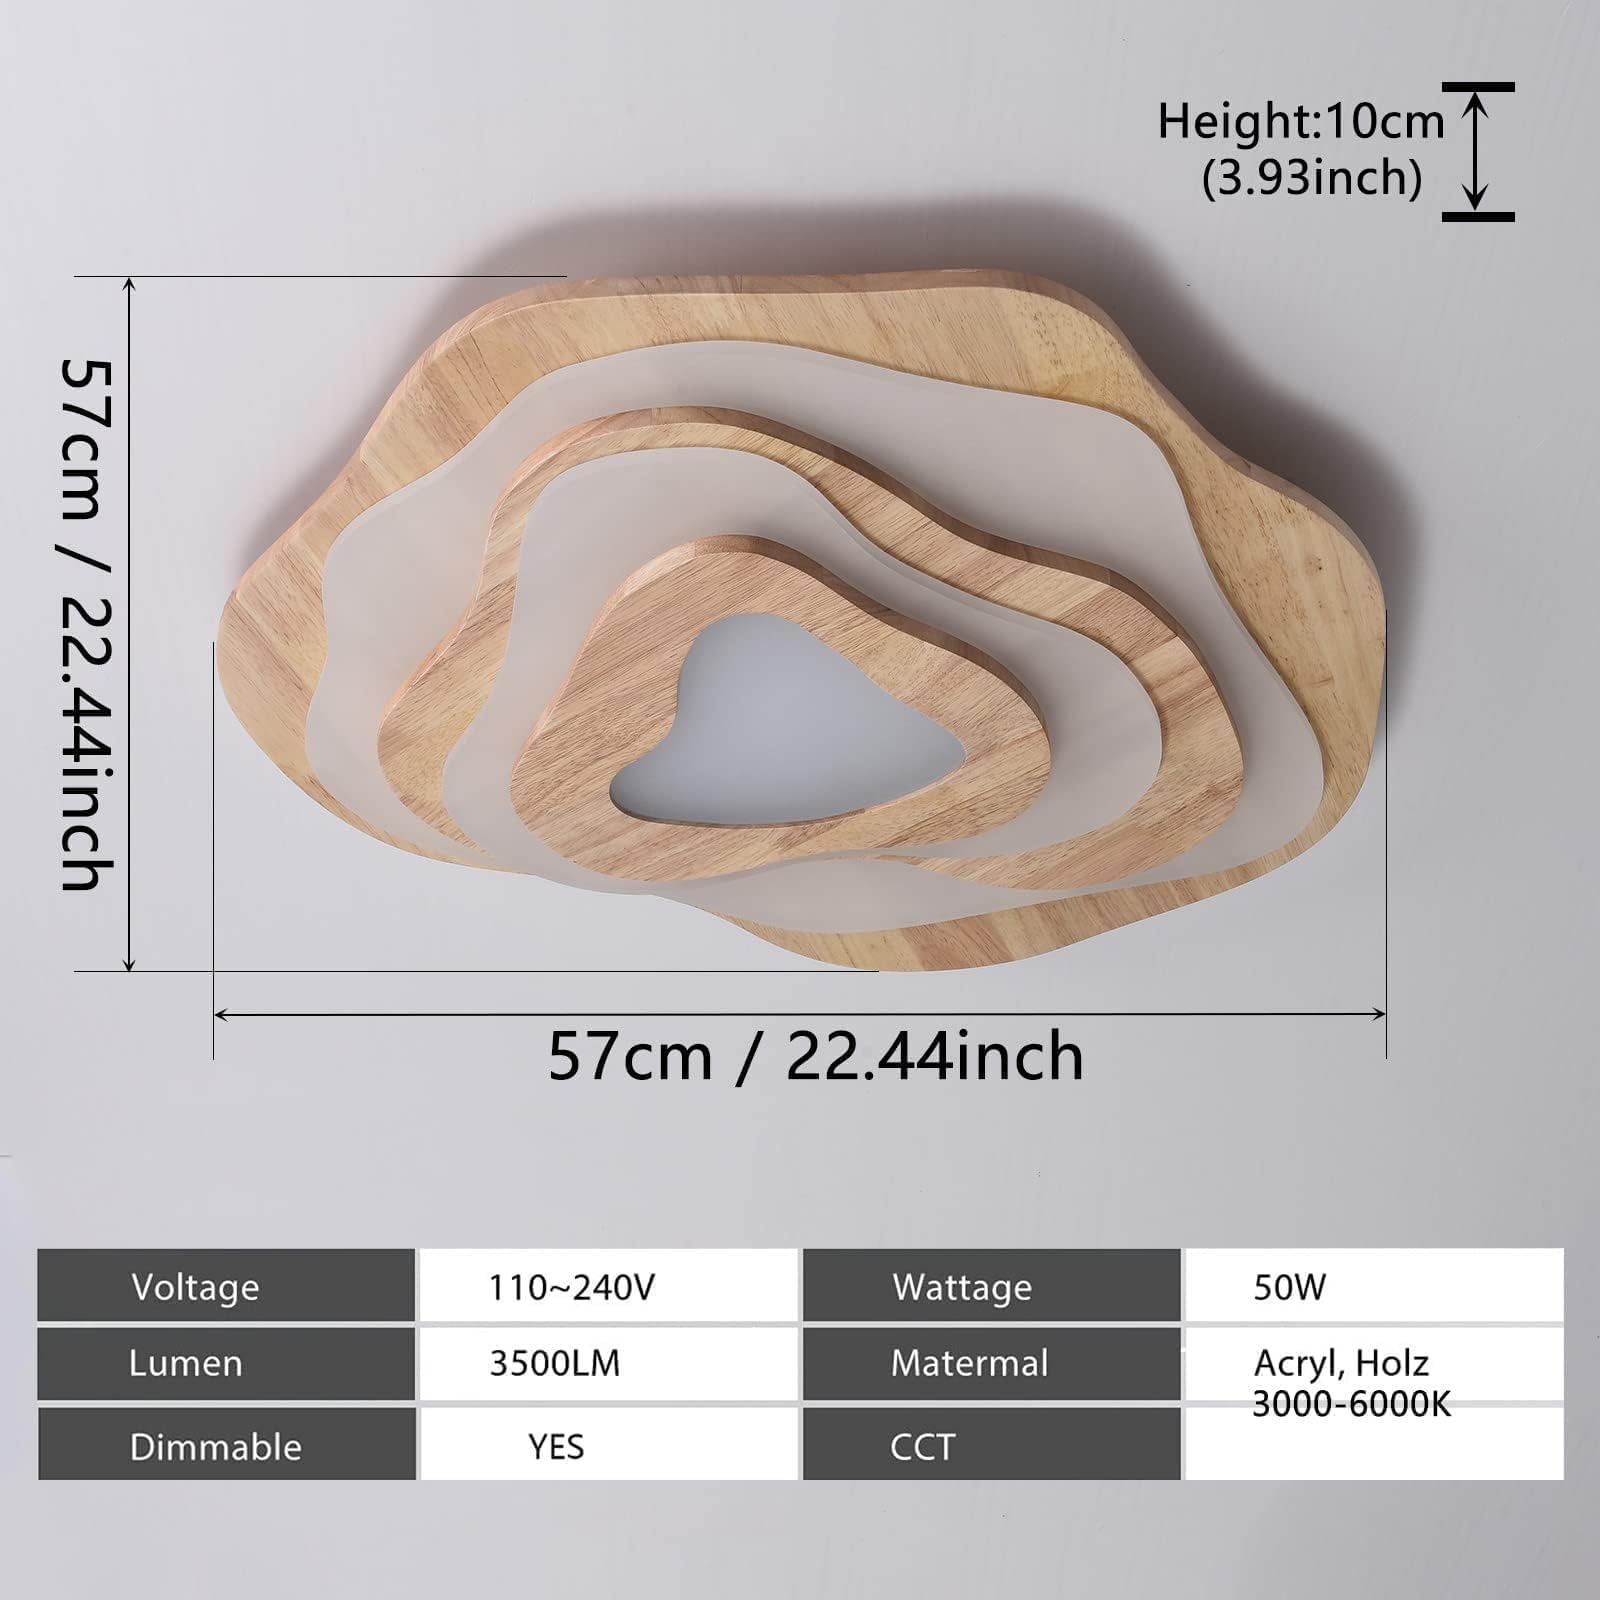 Height:10cm
(3.93inch)
57cm / 22.44inch
57cm / 22.44inch
Voltage 110~240V Wattage 50W
Lumen 3500LM Matermal Acryl, Holz
3000-6000K
Dimmable YES CCT